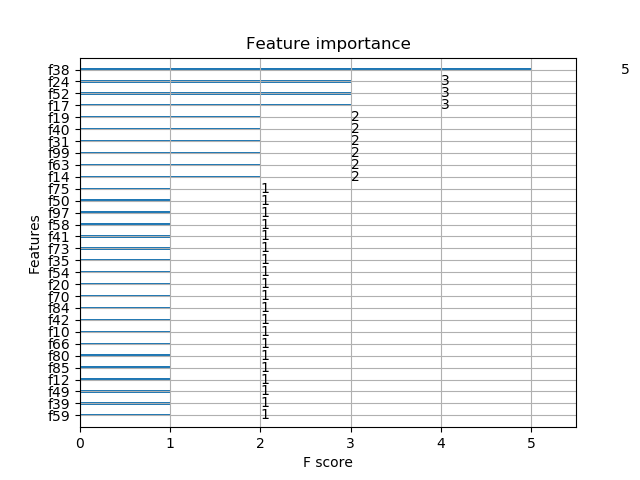 Feature importance
f38 5
f24 3
f52 3
f17 3
f19 2
f40 2
f31 2
f99 2
f63 2
f14 2
f75 1
f50 1
f97 1
f58 1
f41 1
f73 1
f35 1
f54 1
f20 1
f70 1
f84 1
f42 1
f10 1
f66 1
f80 1
f85 1
f12 1
f49 1
f39 1
f59 1
Features
0 1 2 3 4 5
F score